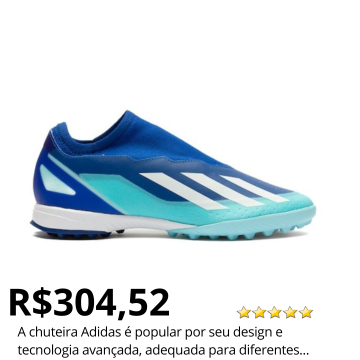 R$304,52
A chuteira Adidas é popular por seu design e
tecnologia avançada, adequada para diferentes...